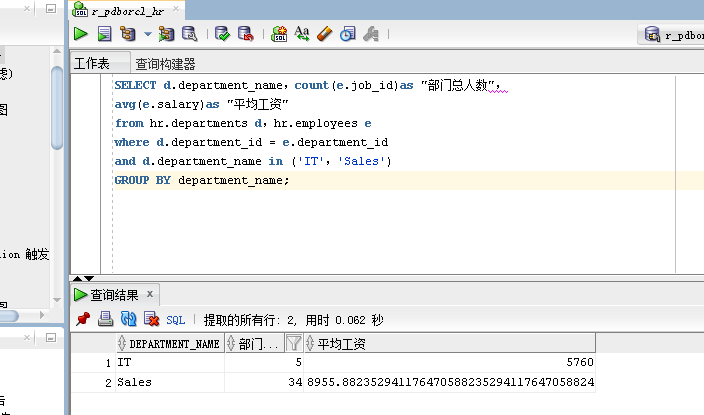 r_pdborcl_hr
r_pdbor
工作表 查询构建器
SELECT d.department_name，count(e.job_id)as "部门总人数"，
avg(e.salary)as "平均工资"
from hr.departments d，hr.employees e
where d.department_id = e.department_id
and d.department_name in ('IT'，'Sales')
GROUP BY department_name;
滤)
图
ion 触发
图
查询结果 x
SQL | 提取的所有行: 2, 用时 0.062 秒
DEPARTMENT_NAME 部门... 平均工资
1 IT 5 5760
2 Sales 34 8955.88235294117647058823529411764705882​4